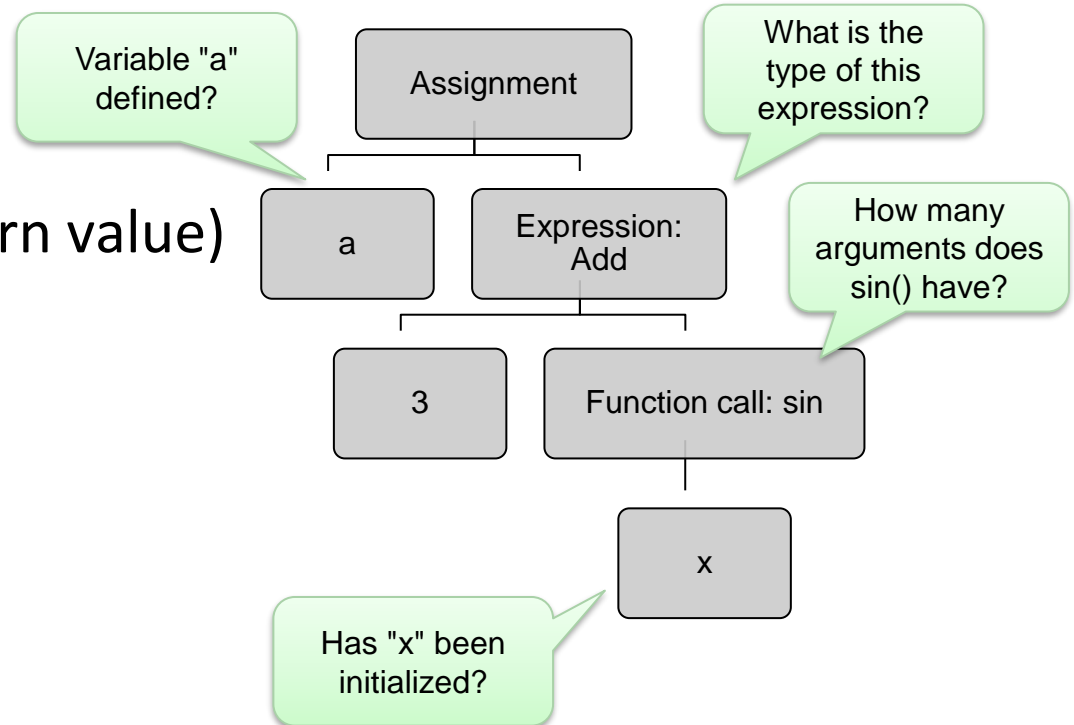 Variable "a"
defined?
Assignment
What is the
type of this
expression?
rn value)
a
Expression:
Add
How many
arguments does
sin() have?
3
Function call: sin
x
Has "x" been
initialized?